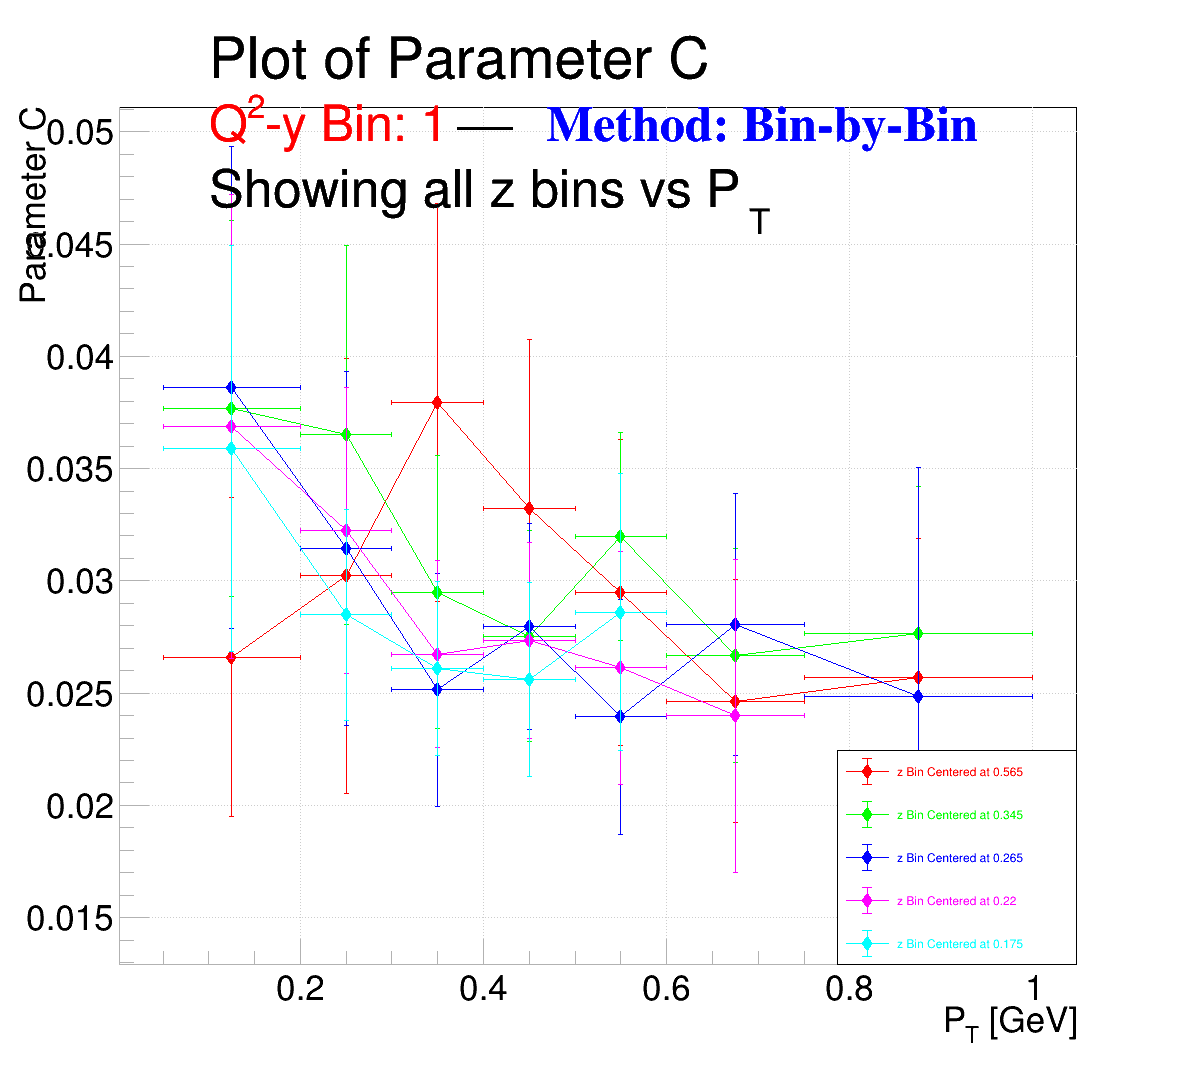 Plot of Parameter C
Q²-y Bin: 1 — Method: Bin-by-Bin
Showing all z bins vs P_T
Parameter C
0.05
0.045
0.04
0.035
0.03
0.025
0.02
0.015
z Bin Centered at 0.565
z Bin Centered at 0.345
z Bin Centered at 0.265
z Bin Centered at 0.22
z Bin Centered at 0.175
0.2 0.4 0.6 0.8 1
P_T [GeV]